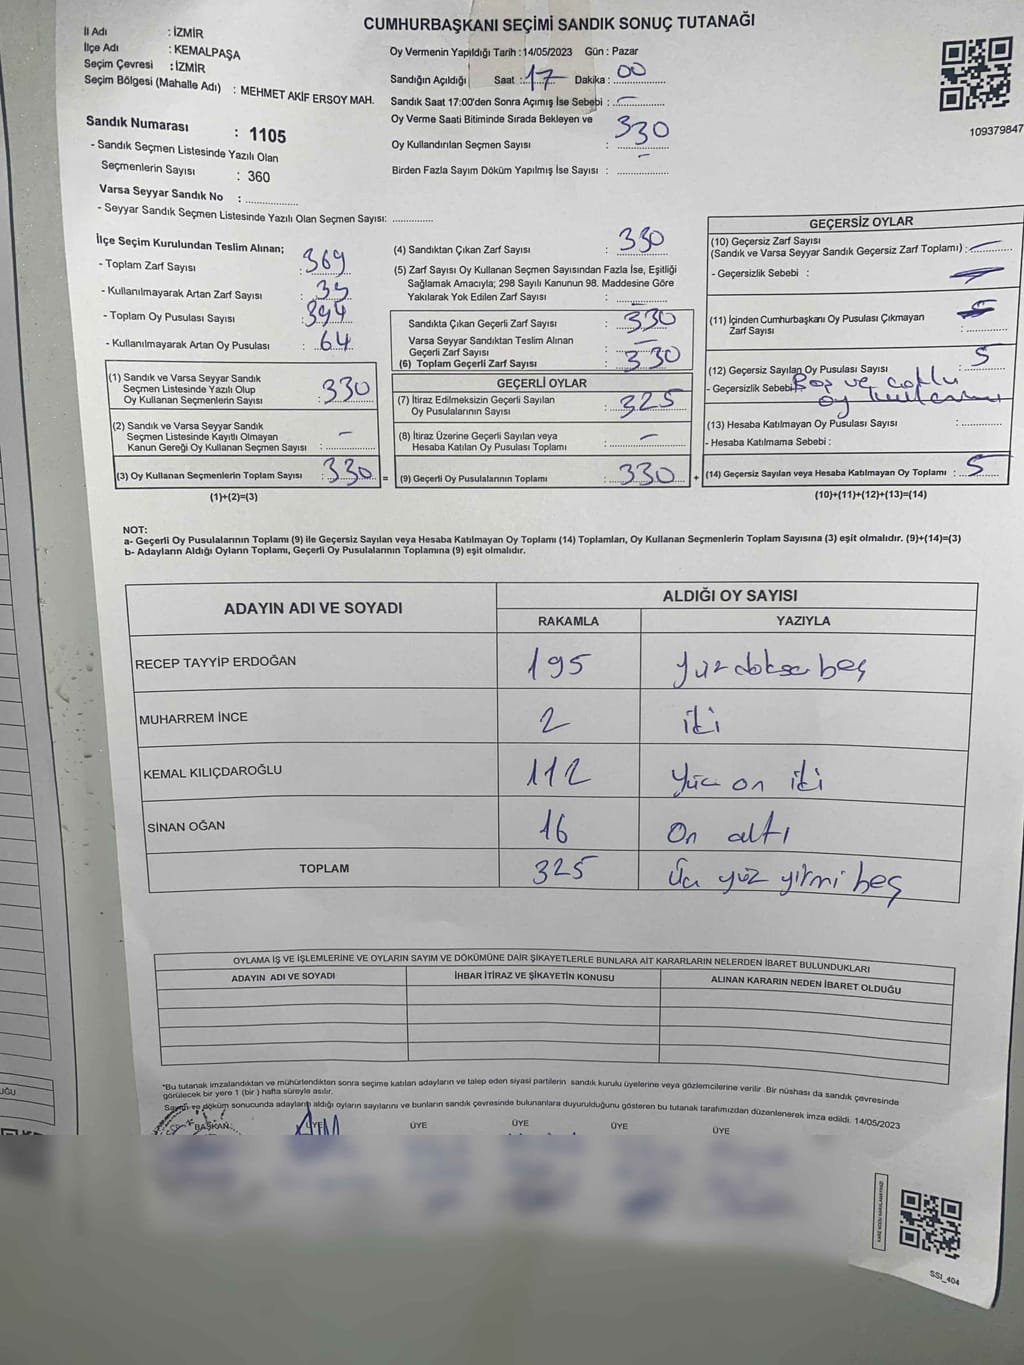 CUMHURBAŞKANI SEÇİMİ SANDIK SONUÇ TUTANAĞI
İl Adı : İZMİR
İlçe Adı : KEMALPAŞA
Seçim Çevresi : İZMİR
Seçim Bölgesi (Mahalle Adı) : MEHMET AKİF ERSOY MAH.
Sandık Numarası : 1105
- Sandık Seçmen Listesinde Yazılı Olan
Seçmenlerin Sayısı : 360
Varsa Seyyar Sandık No :
- Seyyar Sandık Seçmen Listesinde Yazılı Olan Seçmen Sayısı:
Oy Vermenin Yapıldığı Tarih : 14/05/2023 Gün : Pazar
Sandığın Açıldığı Saat : 17 Dakika : 00
Sandık Saat 17:00'den Sonra Açımış İse Sebebi : -
Oy Verme Saati Bitiminde Sırada Bekleyen ve
Oy Kullandırılan Seçmen Sayısı : 330
Birden Fazla Sayım Döküm Yapılmış İse Sayısı : -
109379847
İlçe Seçim Kurulundan Teslim Alınan;
- Toplam Zarf Sayısı : 369
- Kullanılmayarak Artan Zarf Sayısı : 39
- Toplam Oy Pusulası Sayısı : 394
- Kullanılmayarak Artan Oy Pusulası : 64
(1) Sandık ve Varsa Seyyar Sandık
Seçmen Listesinde Yazılı Olup
Oy Kullanan Seçmenlerin Sayısı : 330
(2) Sandık ve Varsa Seyyar Sandık
Seçmen Listesinde Kayıtlı Olmayan
Kanun Gereği Oy Kullanan Seçmen Sayısı : -
(3) Oy Kullanan Seçmenlerin Toplam Sayısı : 330 =
(1)+(2)=(3)
(4) Sandıktan Çıkan Zarf Sayısı : 330
(5) Zarf Sayısı Oy Kullanan Seçmen Sayısından Fazla İse, Eşitliği
Sağlamak Amacıyla; 298 Sayılı Kanunun 98. Maddesine Göre
Yakılarak Yok Edilen Zarf Sayısı : -
Sandıkta Çıkan Geçerli Zarf Sayısı : 330
Varsa Seyyar Sandıktan Teslim Alınan
Geçerli Zarf Sayısı : -
(6) Toplam Geçerli Zarf Sayısı : 330
GEÇERLİ OYLAR
(7) İtiraz Edilmeksizin Geçerli Sayılan
Oy Pusulalarının Sayısı : 325
(8) İtiraz Üzerine Geçerli Sayılan veya
Hesaba Katılan Oy Pusulası Toplamı : -
(9) Geçerli Oy Pusulalarının Toplamı : 330 +
GEÇERSİZ OYLAR
(10) Geçersiz Zarf Sayısı
(Sandık ve Varsa Seyyar Sandık Geçersiz Zarf Toplamı) : -
- Geçersizlik Sebebi :
(11) İçinden Cumhurbaşkanı Oy Pusulası Çıkmayan
Zarf Sayısı :
(12) Geçersiz Sayılan Oy Pusulası Sayısı : 5
- Geçersizlik Sebebi: Boş ve çoklu
oy kullanımı
(13) Hesaba Katılmayan Oy Pusulası Sayısı :
- Hesaba Katılmama Sebebi :
(14) Geçersiz Sayılan veya Hesaba Katılmayan Oy Toplamı : 5
(10)+(11)+(12)+(13)=(14)
NOT:
a- Geçerli Oy Pusulalarının Toplamı (9) ile Geçersiz Sayılan veya Hesaba Katılmayan Oy Toplamı (14) Toplamları, Oy Kullanan Seçmenlerin Toplam Sayısına (3) eşit olmalıdır. (9)+(14)=(3)
b- Adayların Aldığı Oyların Toplamı, Geçerli Oy Pusulalarının Toplamına (9) eşit olmalıdır.
ADAYIN ADI VE SOYADI ALDIĞI OY SAYISI
RAKAMLA YAZIYLA
RECEP TAYYİP ERDOĞAN 195 yüzdoksanbeş
MUHARREM İNCE 2 iki
KEMAL KILIÇDAROĞLU 112 yüz on iki
SİNAN OĞAN 16 On altı
TOPLAM 325 Üç yüz yirmi beş
OYLAMA İŞ VE İŞLEMLERİNE VE OYLARIN SAYIM VE DÖKÜMÜNE DAİR ŞİKAYETLERLE BUNLARA AİT KARARLARIN NELERDEN İBARET BULUNDUKLARI
ADAYIN ADI VE SOYADI İHBAR İTİRAZ VE ŞİKAYETİN KONUSU ALINAN KARARIN NEDEN İBARET OLDUĞU
*Bu tutanak imzalandıktan ve mühürlendikten sonra seçime katılan adayların ve talep eden siyasi partilerin sandık kurulu üyelerine veya gözlemcilerine verilir .Bir nüshası da sandık çevresinde
görülecek bir yere 1 (bir ) hafta süreyle asılır.
Sayım ve döküm sonucunda adayların aldığı oyların sayılarını ve bunların sandık çevresinde bulunanlara duyurulduğunu gösteren bu tutanak tarafımızdan düzenlenerek imza edildi. 14/05/2023
BAŞKAN ÜYE ÜYE ÜYE ÜYE ÜYE
SSI_404